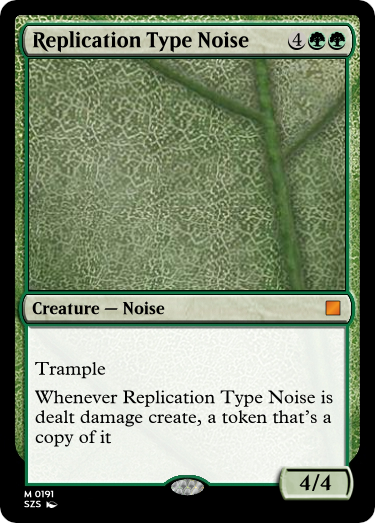 Replication Type Noise 4
Creature — Noise
Trample
Whenever Replication Type Noise is
dealt damage create, a token that's a
copy of it
4/4
M 0191
SZS